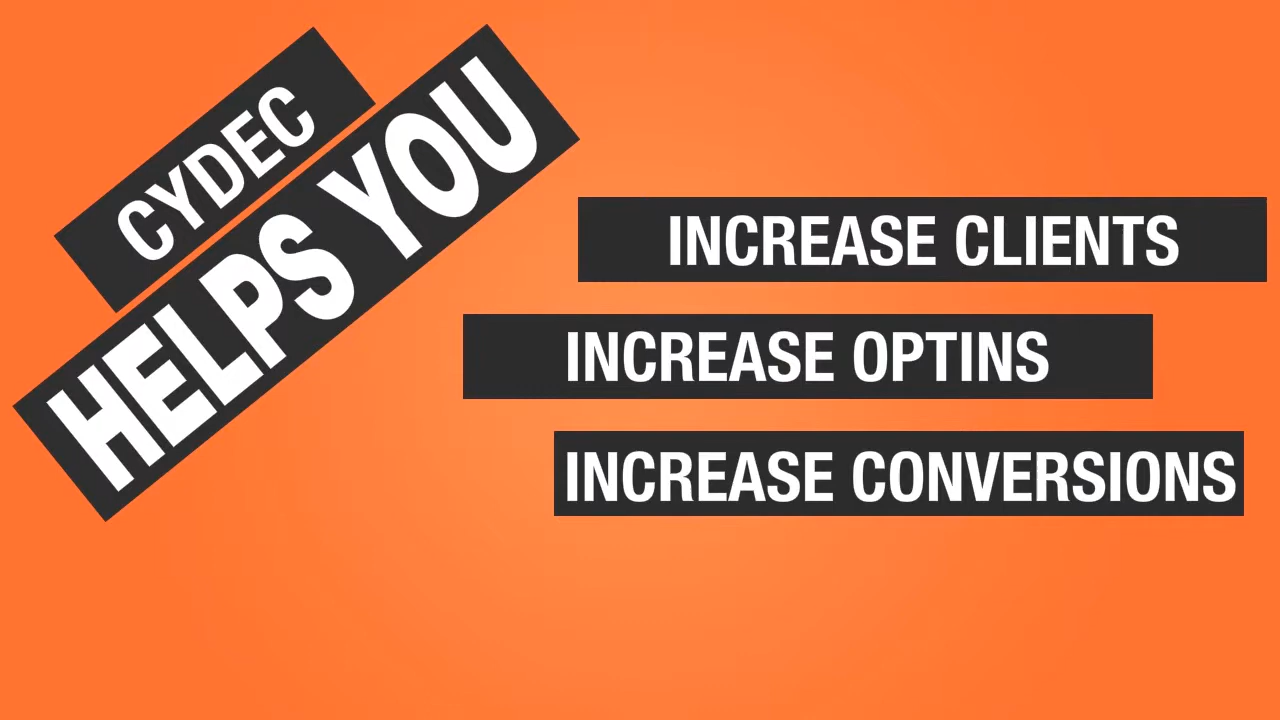 CYDEC
HELPS YOU
INCREASE CLIENTS
INCREASE OPTINS
INCREASE CONVERSIONS